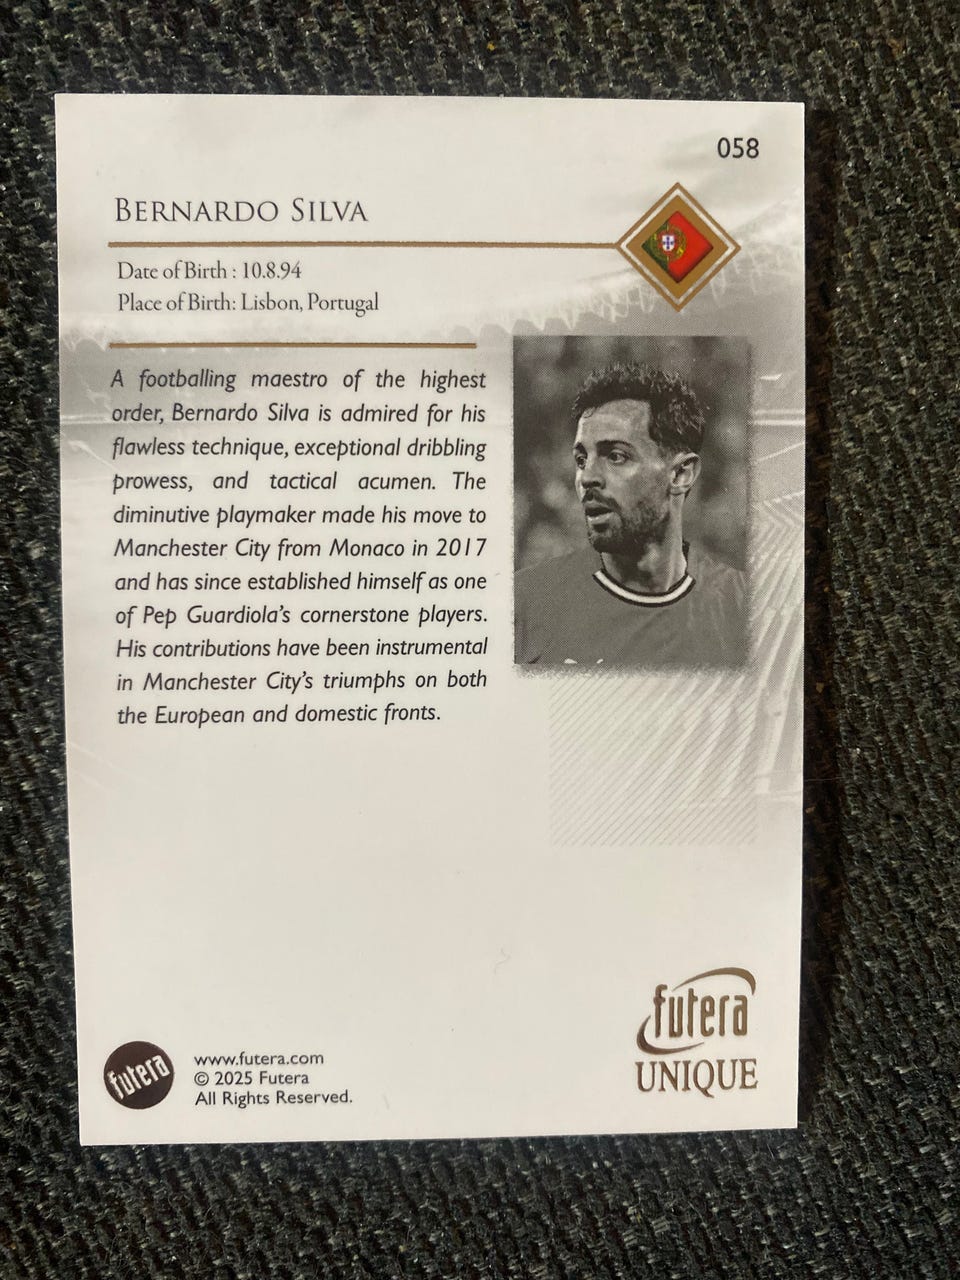 058
BERNARDO SILVA
Date of Birth : 10.8.94
Place of Birth: Lisbon, Portugal
A footballing maestro of the highest
order, Bernardo Silva is admired for his
flawless technique, exceptional dribbling
prowess, and tactical acumen. The
diminutive playmaker made his move to
Manchester City from Monaco in 2017
and has since established himself as one
of Pep Guardiola's cornerstone players.
His contributions have been instrumental
in Manchester City's triumphs on both
the European and domestic fronts.
futera
UNIQUE
futera
www.futera.com
© 2025 Futera
All Rights Reserved.